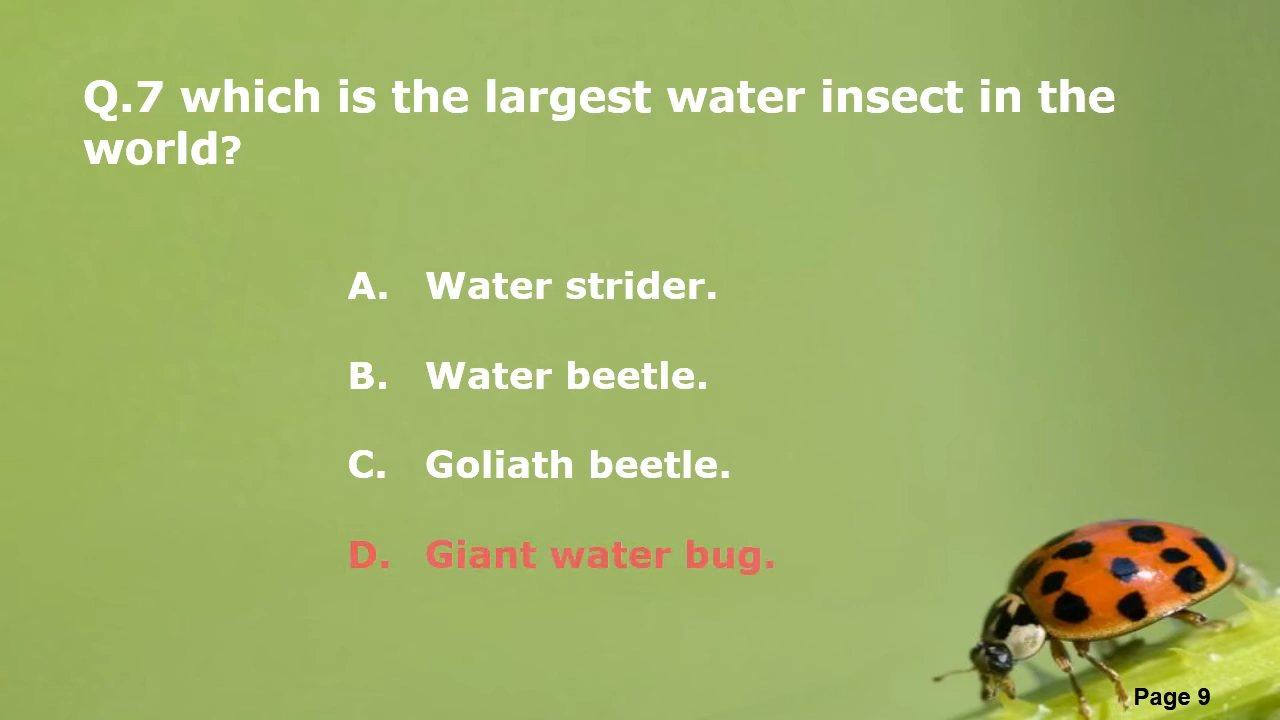 Q.7 which is the largest water insect in the
world?
A. Water strider.
B. Water beetle.
C. Goliath beetle.
D. Giant water bug.
Page 9